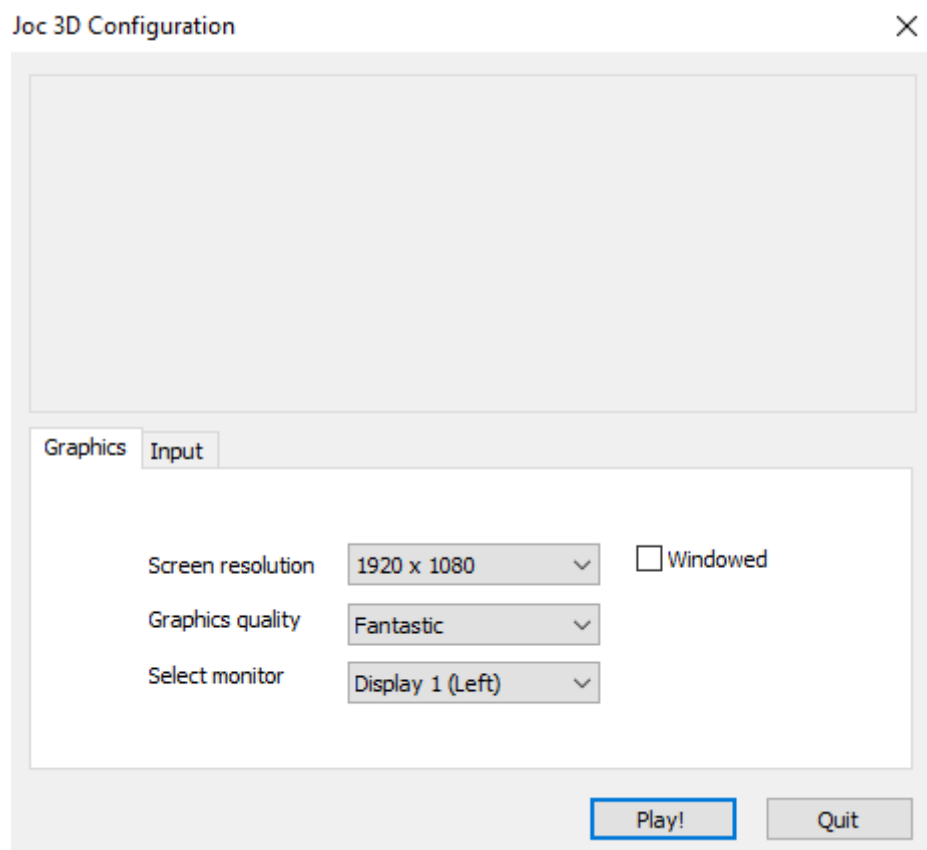 Joc 3D Configuration
Graphics Input
Screen resolution 1920 x 1080 Windowed
Graphics quality Fantastic
Select monitor Display 1 (Left)
Play! Quit